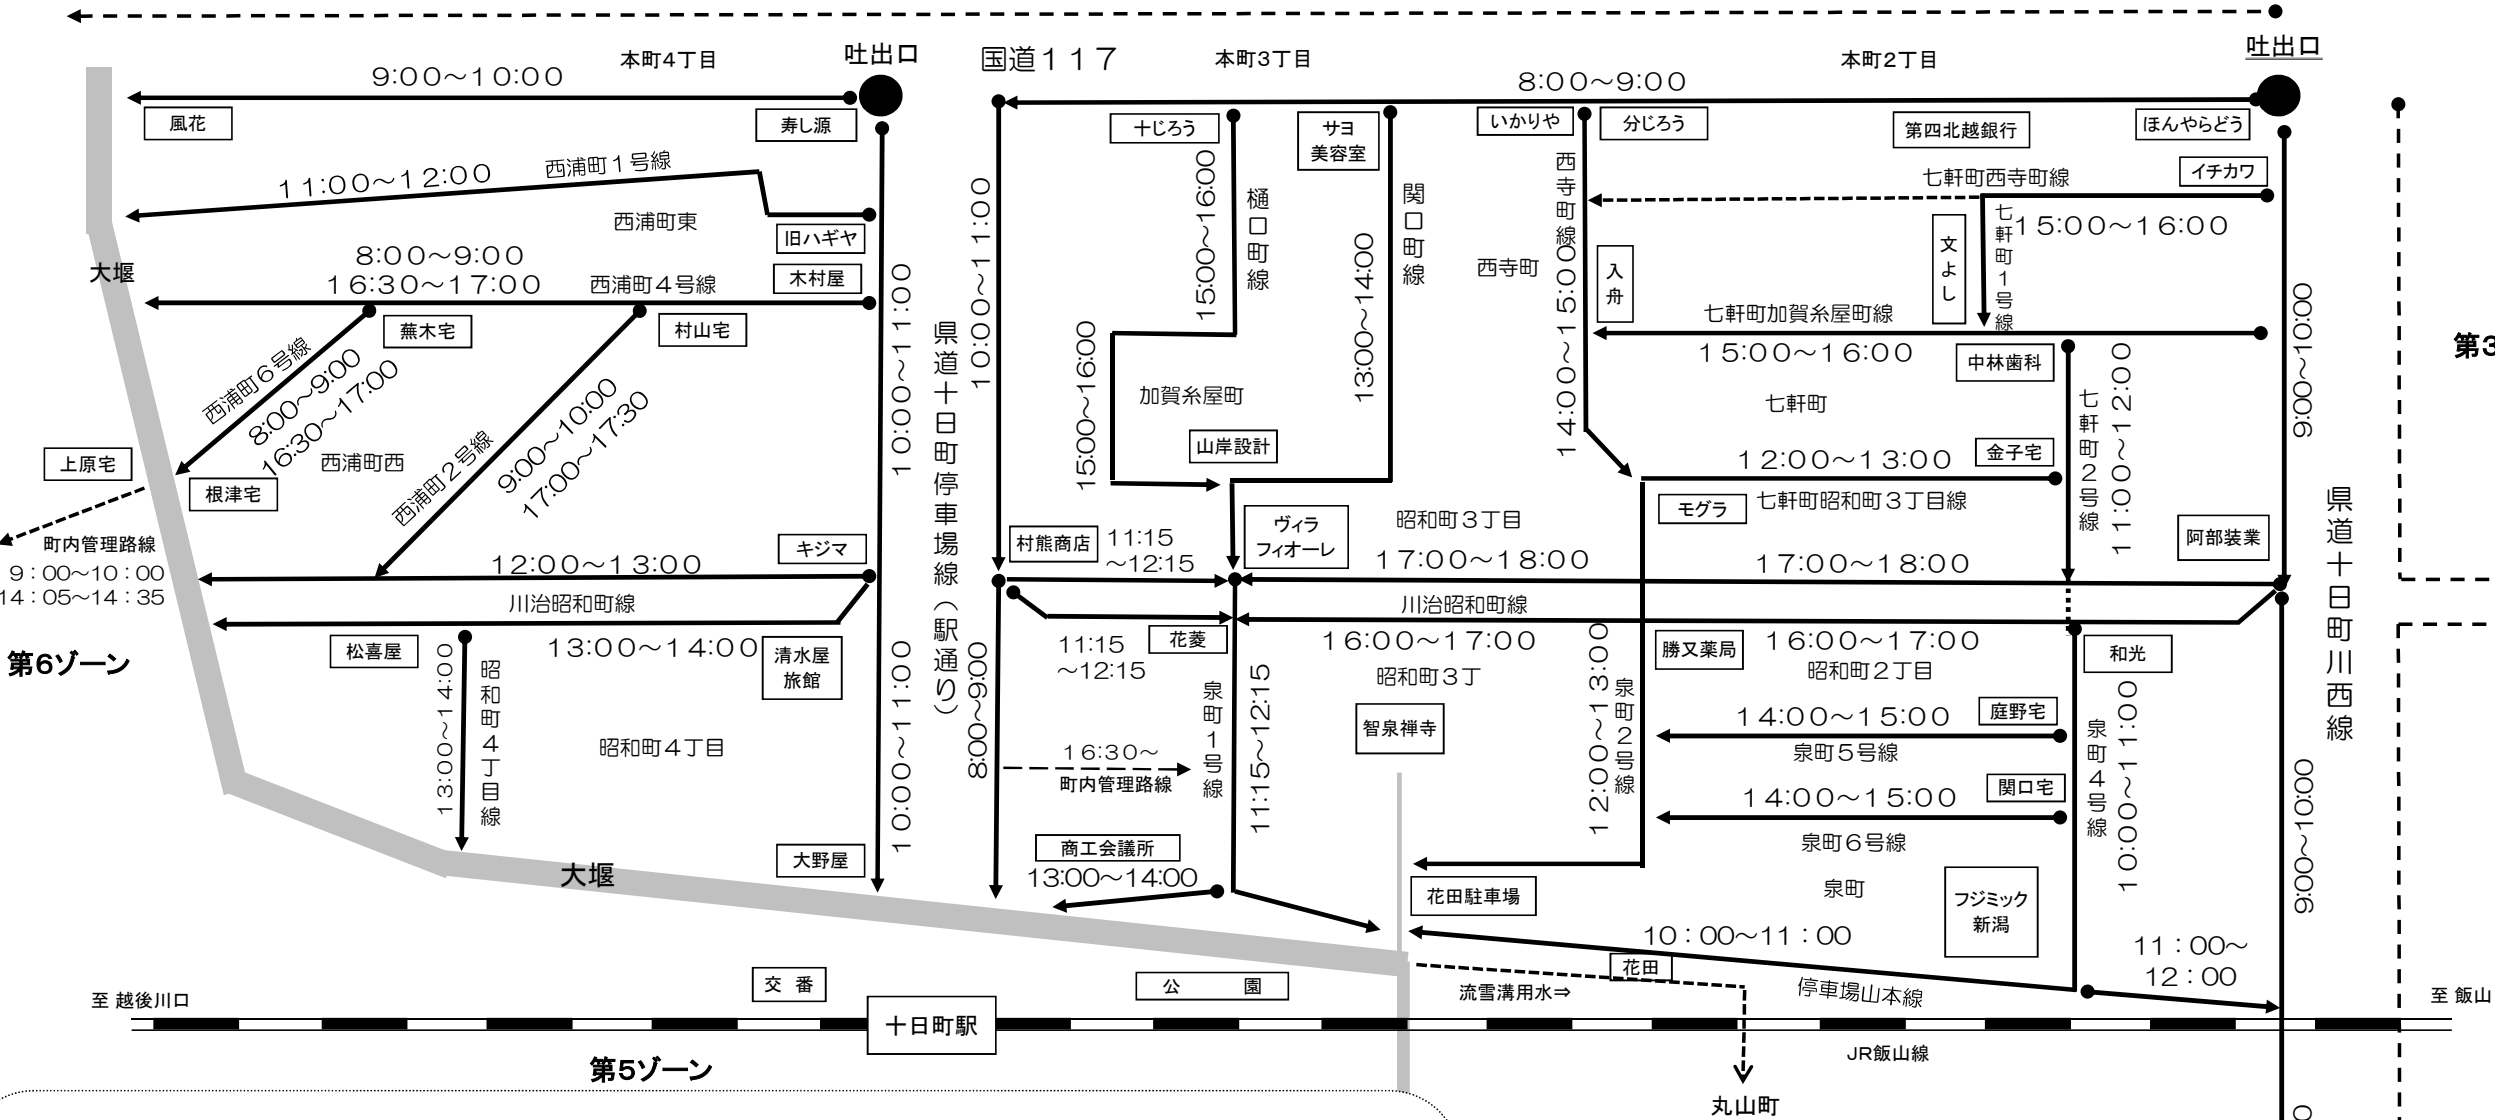 本町4丁目
吐出口
国道117
本町3丁目
本町2丁目
吐出口
9:00～10:00
8:00～9:00
風花
寿し源
十じろう
サヨ
美容室
いかりや
分じろう
第四北越銀行
ほんやらどう
西浦町1号線
11:00～12:00
西浦町東
旧ハギヤ
イチカワ
七軒町西寺町線
15:00～16:00
七軒町1号線
文よし
入舟
西寺町
西寺町線
14:00～15:00
関口町線
13:00～14:00
樋口町線
15:00～16:00
10:00～11:00
大堰
8:00～9:00
16:30～17:00
西浦町4号線
木村屋
蕪木宅
村山宅
県道十日町停車場線（駅通り）
10:00～11:00
七軒町加賀糸屋町線
15:00～16:00
中林歯科
9:00～10:00
第3
西浦町6号線
8:00～9:00
16:30～17:00
西浦町2号線
9:00～10:00
17:00～17:30
西浦町西
15:00～16:00
加賀糸屋町
七軒町
七軒町2号線
11:00～12:00
上原宅
根津宅
山岸設計
12:00～13:00
金子宅
七軒町昭和町3丁目線
モグラ
町内管理路線
9:00～10:00
14:05～14:35
キジマ
12:00～13:00
村熊商店
11:15
～12:15
ヴィラ
フィオーレ
昭和町3丁目
17:00～18:00
17:00～18:00
阿部装業
県道十日町川西線
川治昭和町線
川治昭和町線
第6ゾーン
松喜屋
13:00～14:00
清水屋
旅館
11:15
～12:15
花菱
16:00～17:00
昭和町3丁
勝又薬局
16:00～17:00
昭和町2丁目
和光
13:00～14:00
昭和町4丁目線
昭和町4丁目
10:00～11:00
8:00～9:00
16:30～
町内管理路線
泉町1号線
11:15～12:15
智泉禅寺
12:00～13:00
泉町2号線
14:00～15:00
庭野宅
泉町5号線
14:00～15:00
関口宅
泉町6号線
泉町4号線
10:00～11:00
9:00～10:00
大堰
大野屋
商工会議所
13:00～14:00
花田駐車場
泉町
フジミック
新潟
10:00～11:00
11:00～
12:00
花田
停車場山本線
流雪溝用水⇒
至 越後川口
交 番
公 園
十日町駅
至 飯山
JR飯山線
第5ゾーン
丸山町